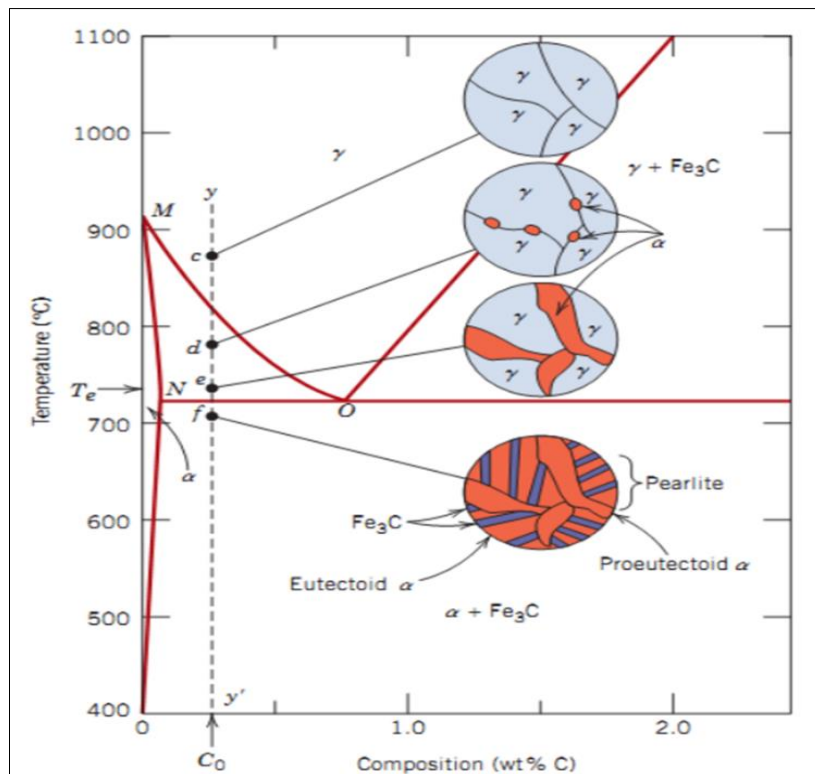 1100
1000
900
800
700
600
500
400
Temperature (°C)
T_e
M
N
O
γ
y
c
d
e
f
α
y′
γ γ
γ γ
γ γ
γ γ
α
γ + Fe₃C
γ γ
γ γ
Pearlite
Fe₃C
Proeutectoid α
Eutectoid α
α + Fe₃C
0 1.0 2.0
C₀
Composition (wt% C)